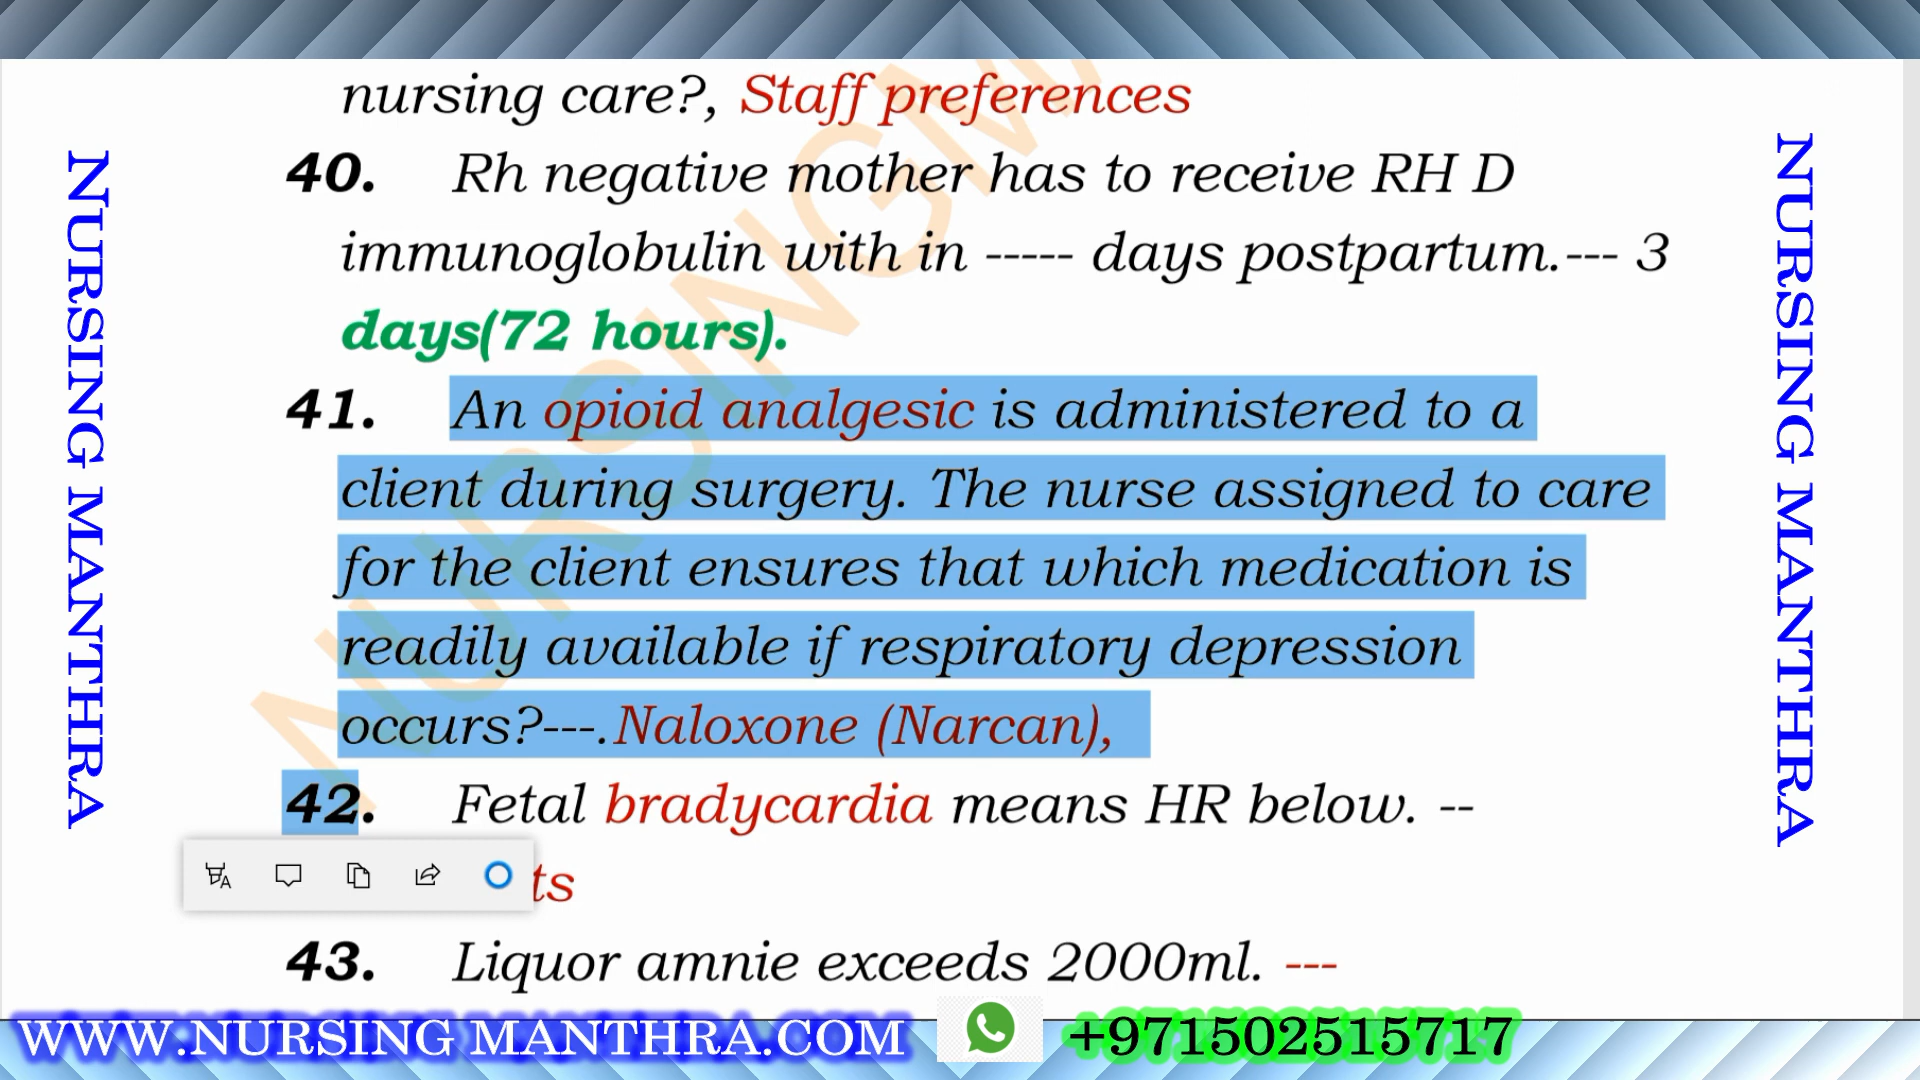 nursing care?, Staff preferences
40. Rh negative mother has to receive RH D
immunoglobulin with in ----- days postpartum.--- 3
days(72 hours).
41. An opioid analgesic is administered to a
client during surgery. The nurse assigned to care
for the client ensures that which medication is
readily available if respiratory depression
occurs?---.Naloxone (Narcan),
42. Fetal bradycardia means HR below. --
ts
43. Liquor amnie exceeds 2000ml. ---
NURSING MANTHRA
NURSING MANTHRA
WWW.NURSING MANTHRA.COM
+971502515717